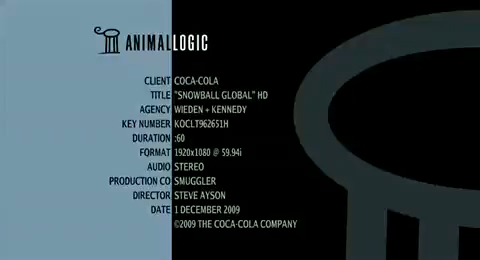 ANIMALLOGIC
CLIENT COCA-COLA
TITLE "SNOWBALL GLOBAL" HD
AGENCY WIEDEN + KENNEDY
KEY NUMBER KOCLT962651H
DURATION :60
FORMAT 1920x1080 @ 59.94i
AUDIO STEREO
PRODUCTION CO SMUGGLER
DIRECTOR STEVE AYSON
DATE 1 DECEMBER 2009
©2009 THE COCA-COLA COMPANY